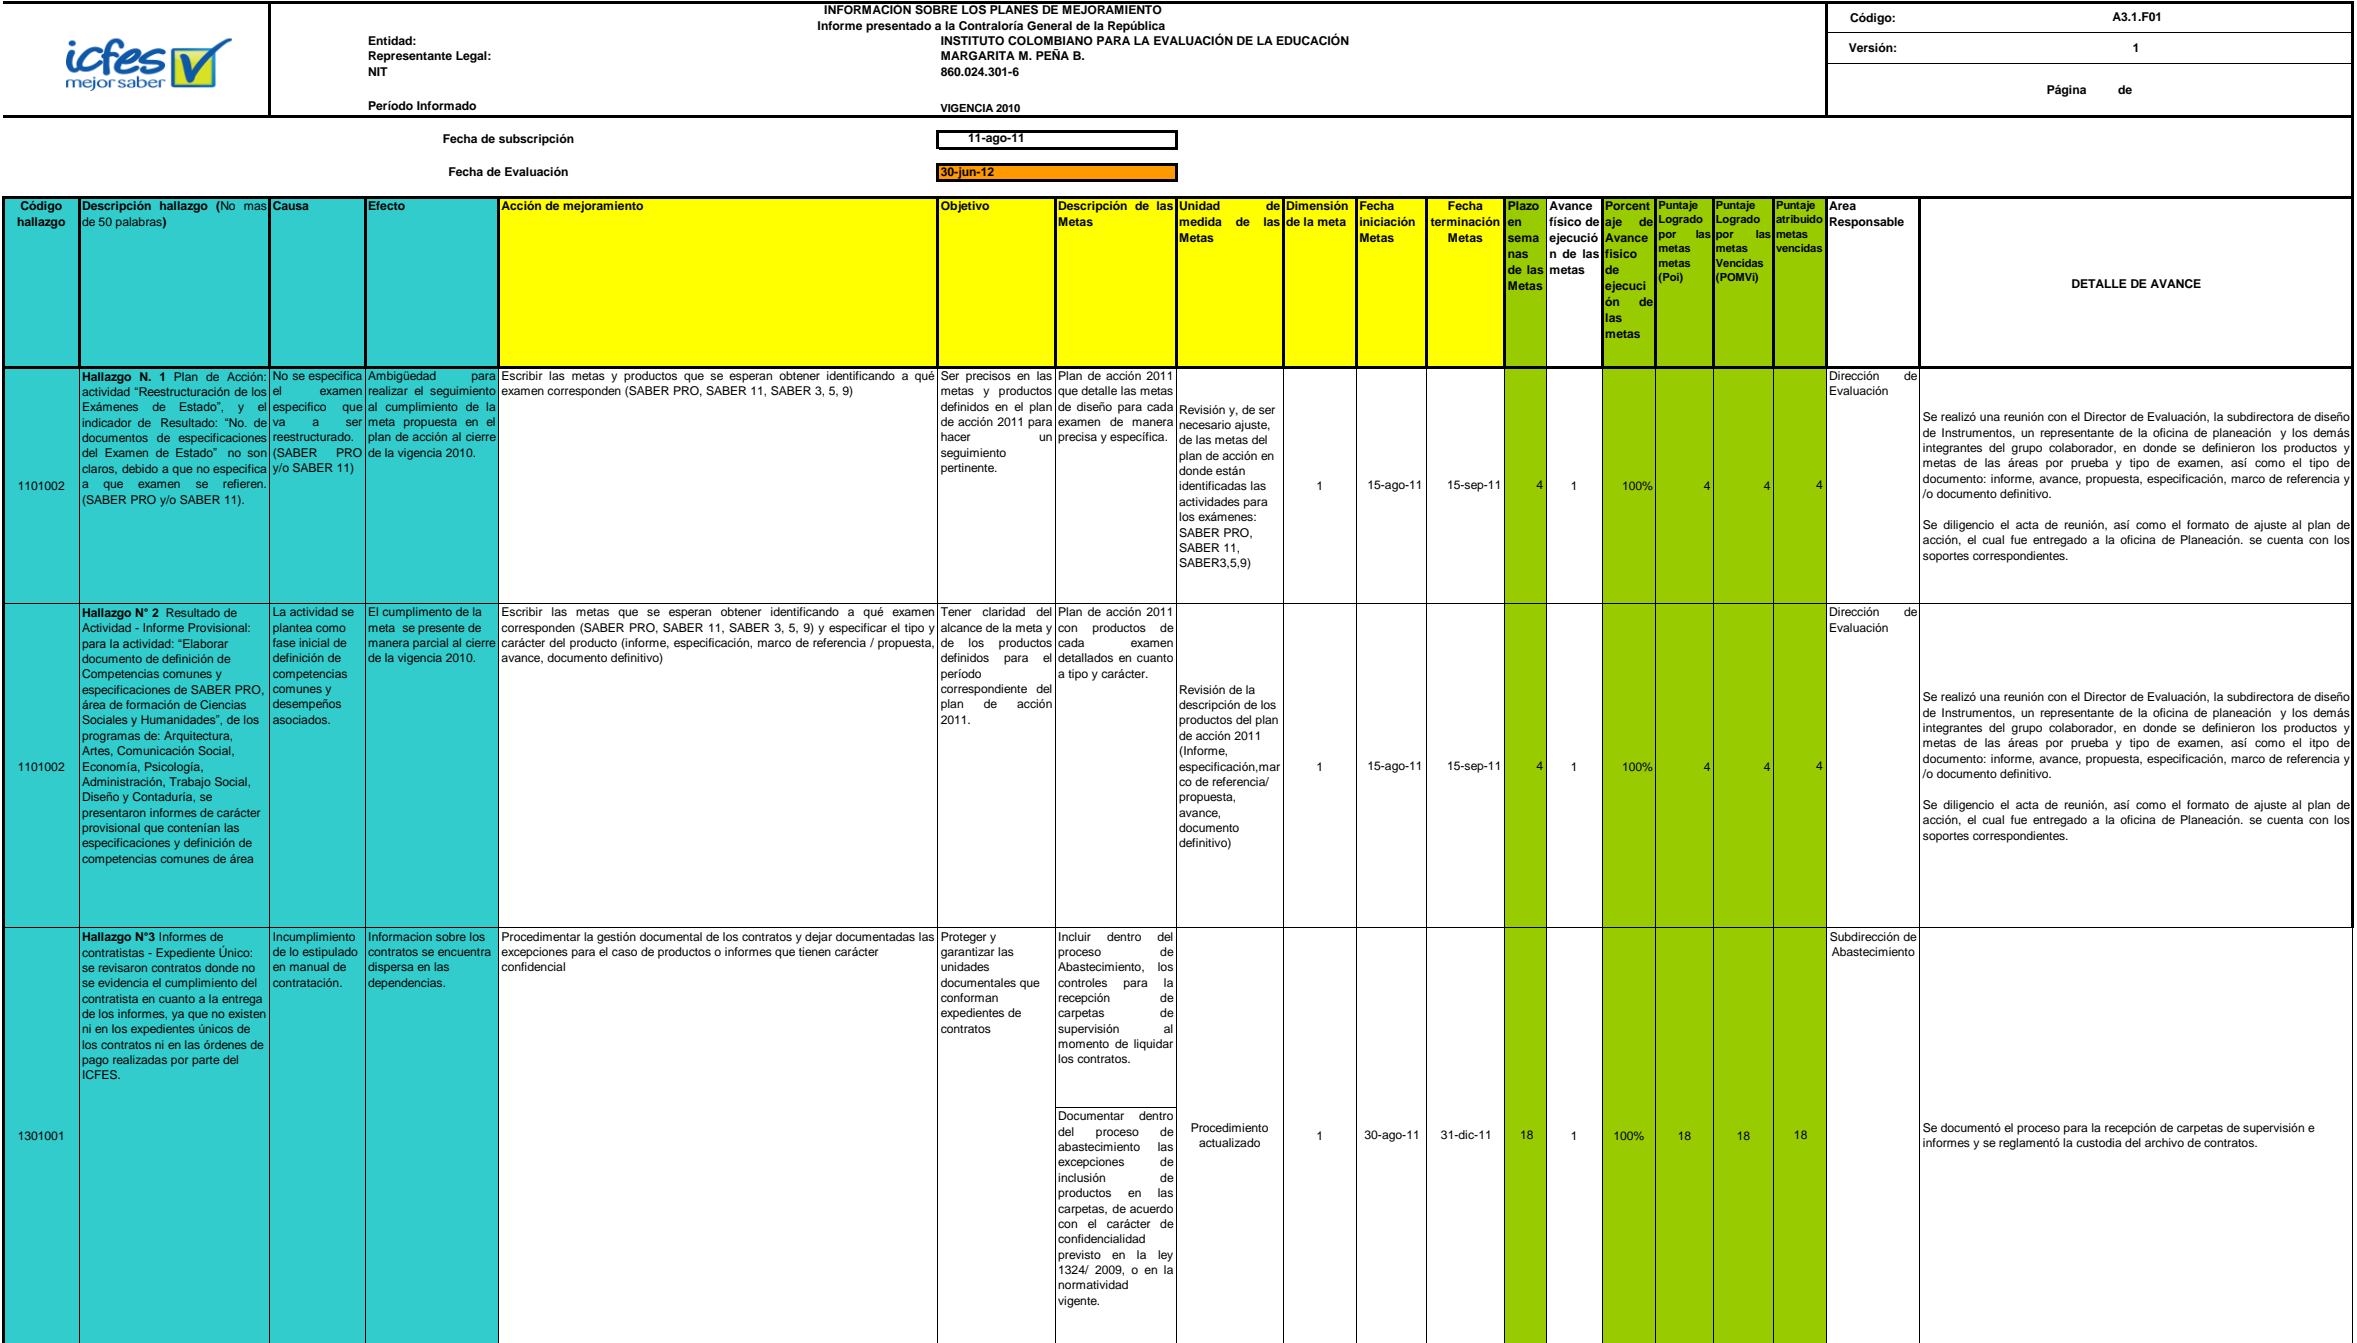 INFORMACIÓN SOBRE LOS PLANES DE MEJORAMIENTO
Informe presentado a la Contraloría General de la República
icfes
mejor saber
Entidad:
INSTITUTO COLOMBIANO PARA LA EVALUACIÓN DE LA EDUCACIÓN
Representante Legal:
MARGARITA M. PEÑA B.
NIT
860.024.301-6
Período Informado
VIGENCIA 2010
Código:
A3.1.F01
Versión:
1
Página de
Fecha de subscripción
11-ago-11
Fecha de Evaluación
30-jun-12
Código
hallazgo
Descripción hallazgo (No mas
de 50 palabras)
Causa
Efecto
Acción de mejoramiento
Objetivo
Descripción de las
Metas
Unidad de
medida de las
Metas
Dimensión
de la meta
Fecha
iniciación
Metas
Fecha
terminación
Metas
Plazo
en
sema
nas
de las
Metas
Avance
físico de
ejecució
n de las
metas
Porcent
aje de
Avance
fisico
de
ejecuci
ón de
las
metas
Puntaje
Logrado
por las
metas
metas
(Poi)
Puntaje
Logrado
por las
metas
Vencidas
(POMVi)
Puntaje
atribuido
metas
vencidas
Area
Responsable
DETALLE DE AVANCE
1101002
Hallazgo N. 1 Plan de Acción:
actividad "Reestructuración de los
Exámenes de Estado", y el
indicador de Resultado: "No. de
documentos de especificaciones
del Examen de Estado" no son
claros, debido a que no especifica
a que examen se refieren.
(SABER PRO y/o SABER 11).
No se especifica
el examen
especifico que
va a ser
reestructurado.
(SABER PRO
y/o SABER 11)
Ambigüedad para
realizar el seguimiento
al cumplimiento de la
meta propuesta en el
plan de acción al cierre
de la vigencia 2010.
Escribir las metas y productos que se esperan obtener identificando a qué
examen corresponden (SABER PRO, SABER 11, SABER 3, 5, 9)
Ser precisos en las
metas y productos
definidos en el plan
de acción 2011 para
hacer un
seguimiento
pertinente.
Plan de acción 2011
que detalle las metas
de diseño para cada
examen de manera
precisa y específica.
Revisión y, de ser
necesario ajuste,
de las metas del
plan de acción en
donde están
identificadas las
actividades para
los exámenes:
SABER PRO,
SABER 11,
SABER3,5,9)
1
15-ago-11
15-sep-11
4
1
100%
4
4
4
Dirección de
Evaluación
Se realizó una reunión con el Director de Evaluación, la subdirectora de diseño
de Instrumentos, un representante de la oficina de planeación y los demás
integrantes del grupo colaborador, en donde se definieron los productos y
metas de las áreas por prueba y tipo de examen, así como el tipo de
documento: informe, avance, propuesta, especificación, marco de referencia y
/o documento definitivo.
Se diligencio el acta de reunión, así como el formato de ajuste al plan de
acción, el cual fue entregado a la oficina de Planeación. se cuenta con los
soportes correspondientes.
1101002
Hallazgo N° 2 Resultado de
Actividad - Informe Provisional:
para la actividad: "Elaborar
documento de definición de
Competencias comunes y
especificaciones de SABER PRO,
área de formación de Ciencias
Sociales y Humanidades", de los
programas de: Arquitectura,
Artes, Comunicación Social,
Economía, Psicología,
Administración, Trabajo Social,
Diseño y Contaduría, se
presentaron informes de carácter
provisional que contenían las
especificaciones y definición de
competencias comunes de área
La actividad se
plantea como
fase inicial de
definición de
competencias
comunes y
desempeños
asociados.
El cumplimento de la
meta se presente de
manera parcial al cierre
de la vigencia 2010.
Escribir las metas que se esperan obtener identificando a qué examen
corresponden (SABER PRO, SABER 11, SABER 3, 5, 9) y especificar el tipo y
carácter del producto (informe, especificación, marco de referencia / propuesta,
avance, documento definitivo)
Tener claridad del
alcance de la meta y
de los productos
definidos para el
período
correspondiente del
plan de acción
2011.
Plan de acción 2011
con productos de
cada examen
detallados en cuanto
a tipo y carácter.
Revisión de la
descripción de los
productos del plan
de acción 2011
(Informe,
especificación,mar
co de referencia/
propuesta,
avance,
documento
definitivo)
1
15-ago-11
15-sep-11
4
1
100%
4
4
4
Dirección de
Evaluación
Se realizó una reunión con el Director de Evaluación, la subdirectora de diseño
de Instrumentos, un representante de la oficina de planeación y los demás
integrantes del grupo colaborador, en donde se definieron los productos y
metas de las áreas por prueba y tipo de examen, así como el itpo de
documento: informe, avance, propuesta, especificación, marco de referencia y
/o documento definitivo.
Se diligencio el acta de reunión, así como el formato de ajuste al plan de
acción, el cual fue entregado a la oficina de Planeación. se cuenta con los
soportes correspondientes.
1301001
Hallazgo N°3 Informes de
contratistas - Expediente Único:
se revisaron contratos donde no
se evidencia el cumplimiento del
contratista en cuanto a la entrega
de los informes, ya que no existen
ni en los expedientes únicos de
los contratos ni en las órdenes de
pago realizadas por parte del
ICFES.
Incumplimiento
de lo estipulado
en manual de
contratación.
Informacion sobre los
contratos se encuentra
dispersa en las
dependencias.
Procedimentar la gestión documental de los contratos y dejar documentadas las
excepciones para el caso de productos o informes que tienen carácter
confidencial
Proteger y
garantizar las
unidades
documentales que
conforman
expedientes de
contratos
Incluir dentro del
proceso de
Abastecimiento, los
controles para la
recepción de
carpetas de
supervisión al
momento de liquidar
los contratos.
Documentar dentro
del proceso de
abastecimiento las
excepciones de
inclusión de
productos en las
carpetas, de acuerdo
con el carácter de
confidencialidad
previsto en la ley
1324/ 2009, o en la
normatividad
vigente.
Procedimiento
actualizado
1
30-ago-11
31-dic-11
18
1
100%
18
18
18
Subdirección de
Abastecimiento
Se documentó el proceso para la recepción de carpetas de supervisión e
informes y se reglamentó la custodia del archivo de contratos.